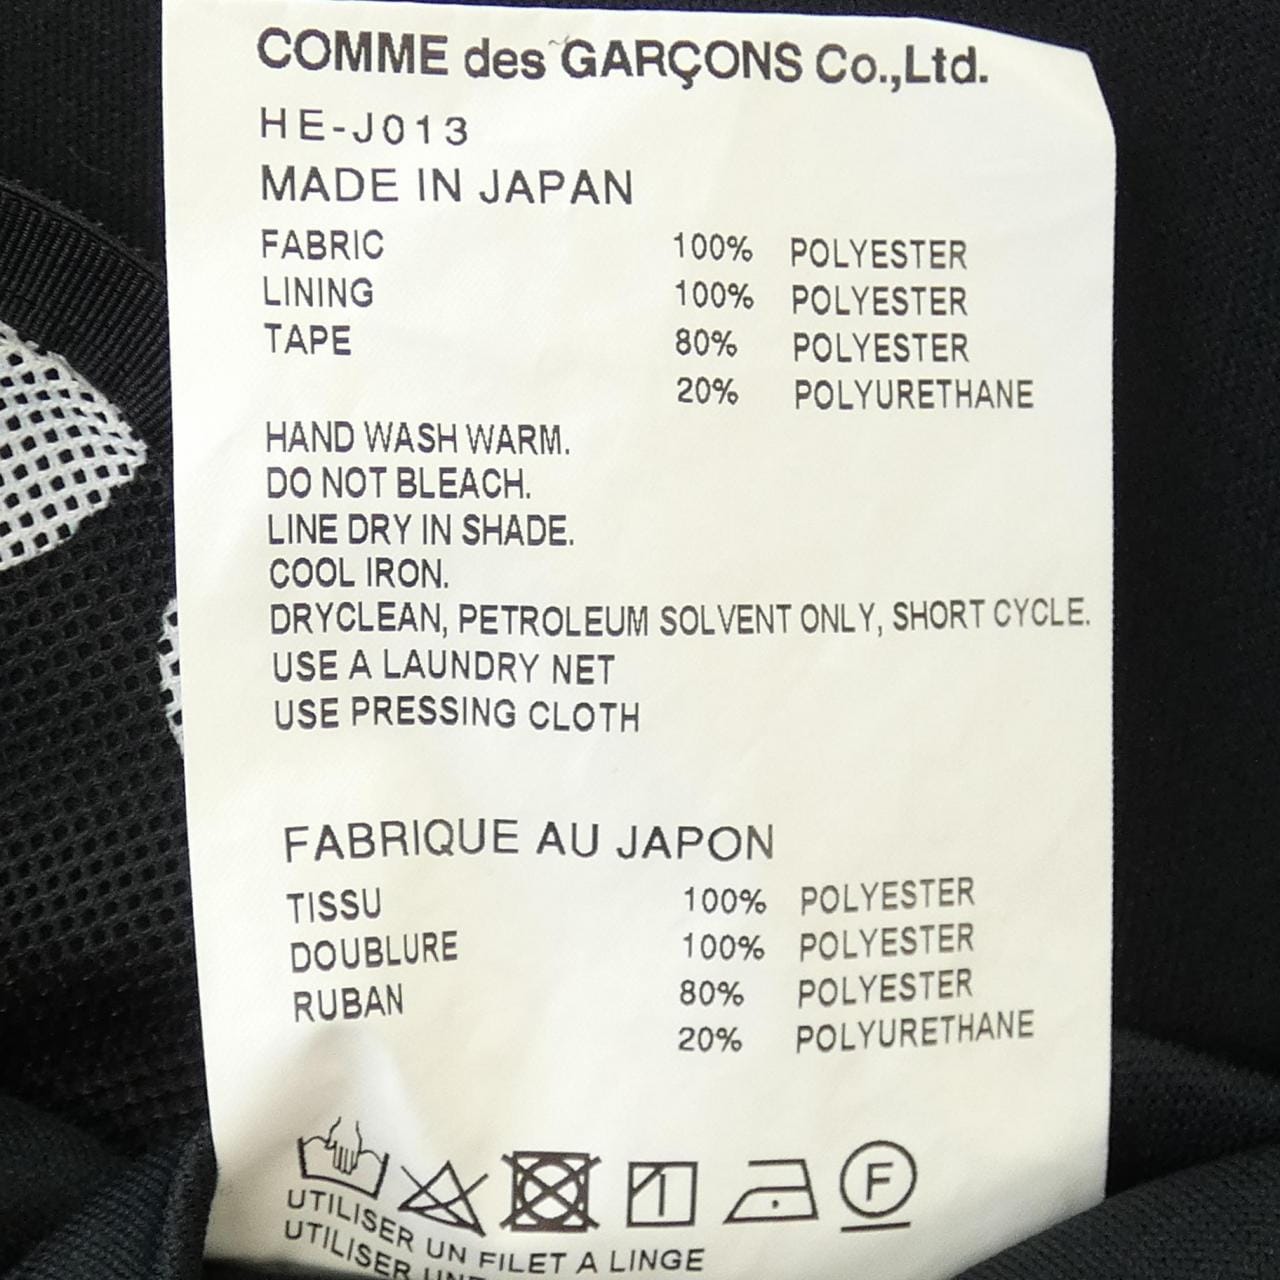 COMME des GARÇONS Co.,Ltd.
HE-J013
MADE IN JAPAN
FABRIC 100% POLYESTER
LINING 100% POLYESTER
TAPE 80% POLYESTER
20% POLYURETHANE
HAND WASH WARM.
DO NOT BLEACH.
LINE DRY IN SHADE.
COOL IRON.
DRYCLEAN, PETROLEUM SOLVENT ONLY, SHORT CYCLE.
USE A LAUNDRY NET
USE PRESSING CLOTH
FABRIQUE AU JAPON
TISSU 100% POLYESTER
DOUBLURE 100% POLYESTER
RUBAN 80% POLYESTER
20% POLYURETHANE
F
UTILISER UN FILET A LINGE
UTILISER